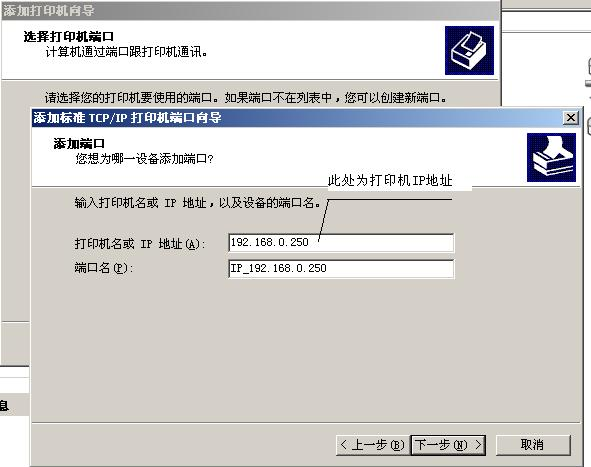 添加打印机向导
选择打印机端口
计算机通过端口跟打印机通讯。
请选择您的打印机要使用的端口。如果端口不在列表中，您可以创建新端口。
添加标准 TCP/IP 打印机端口向导
添加端口
您想为哪一设备添加端口?
此处为打印机IP地址
输入打印机名或 IP 地址，以及设备的端口名。
打印机名或 IP 地址(A): 192.168.0.250
端口名(P): IP_192.168.0.250
息
< 上一步(B) 下一步(N) > 取消